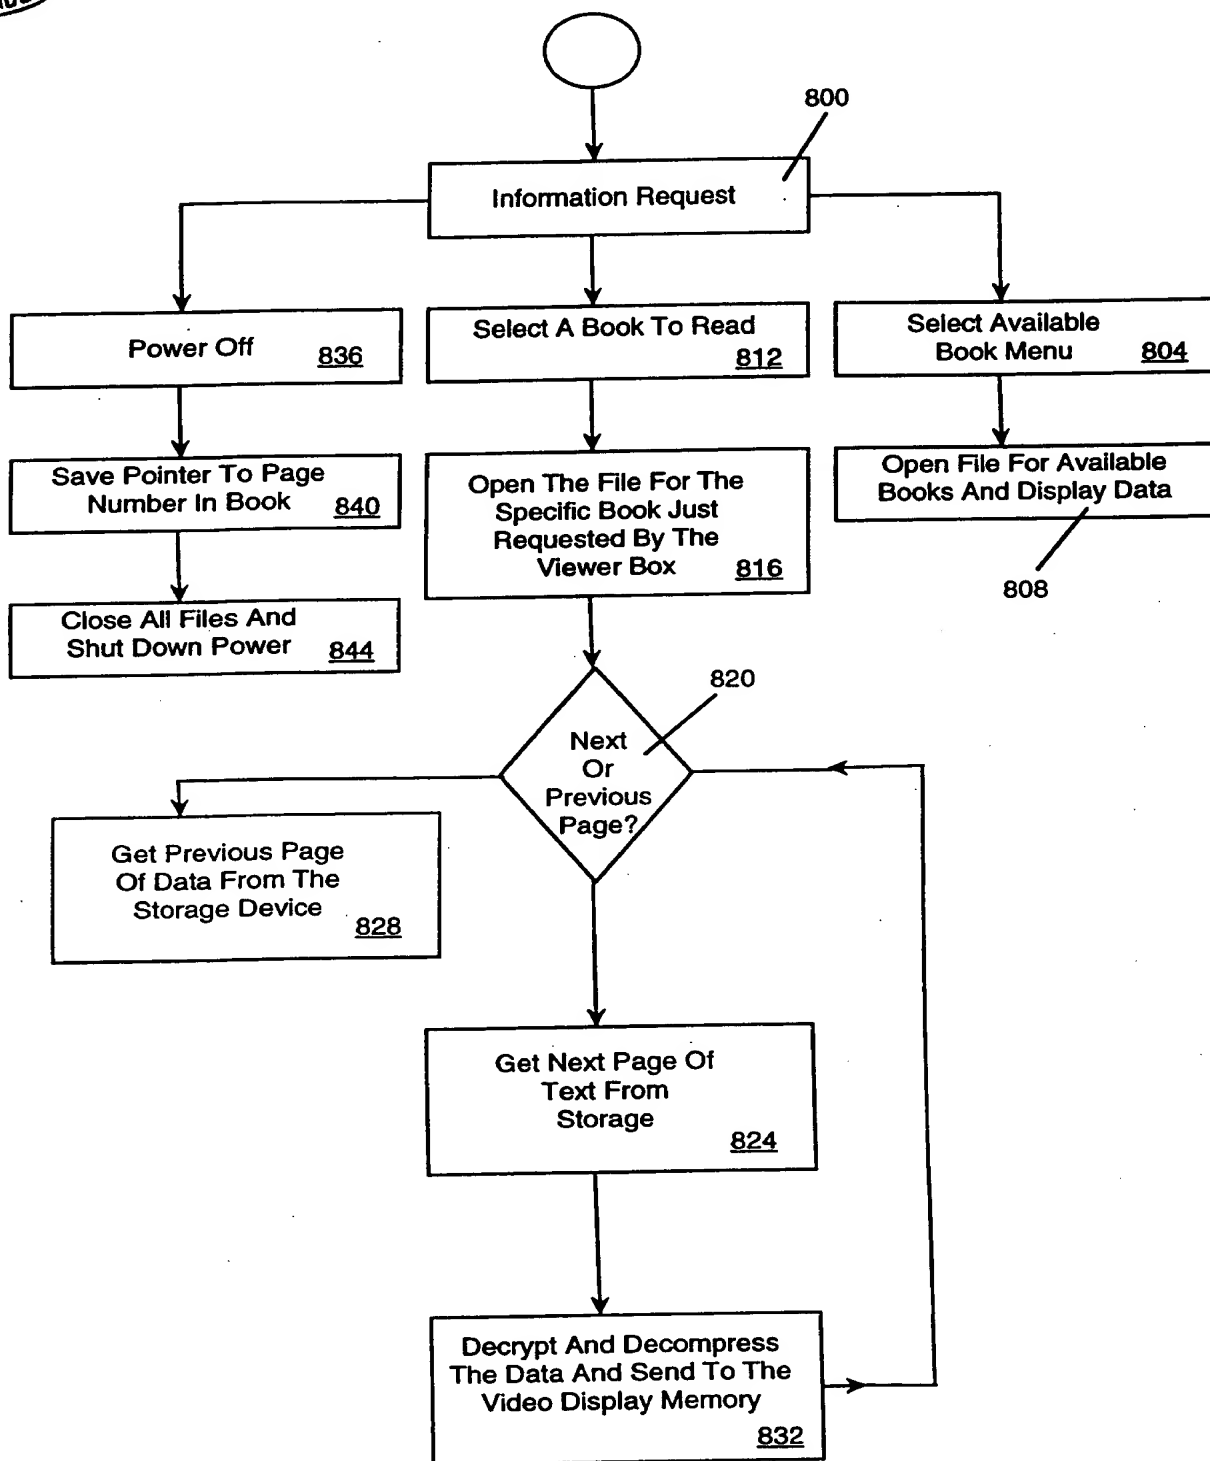 800
Information Request
Power Off 836
Select A Book To Read
812
Select Available
Book Menu 804
Save Pointer To Page
Number In Book 840
Open The File For The
Specific Book Just
Requested By The
Viewer Box 816
Open File For Available
Books And Display Data
808
Close All Files And
Shut Down Power 844
820
Next
Or
Previous
Page?
Get Previous Page
Of Data From The
Storage Device
828
Get Next Page Of
Text From
Storage
824
Decrypt And Decompress
The Data And Send To The
Video Display Memory
832